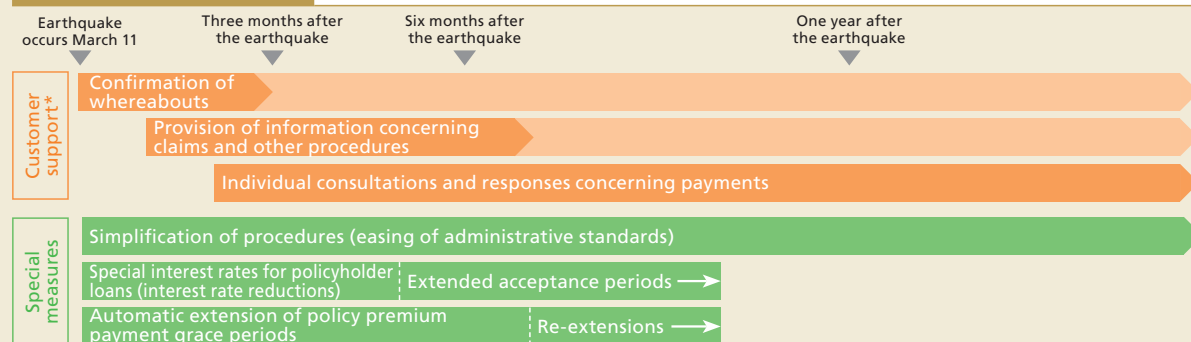 Earthquake
occurs March 11
Three months after
the earthquake
Six months after
the earthquake
One year after
the earthquake
Customer
support*
Confirmation of
whereabouts
Provision of information concerning
claims and other procedures
Individual consultations and responses concerning payments
Special
measures
Simplification of procedures (easing of administrative standards)
Special interest rates for policyholder
loans (interest rate reductions)
Extended acceptance periods
Automatic extension of policy premium
payment grace periods
Re-extensions